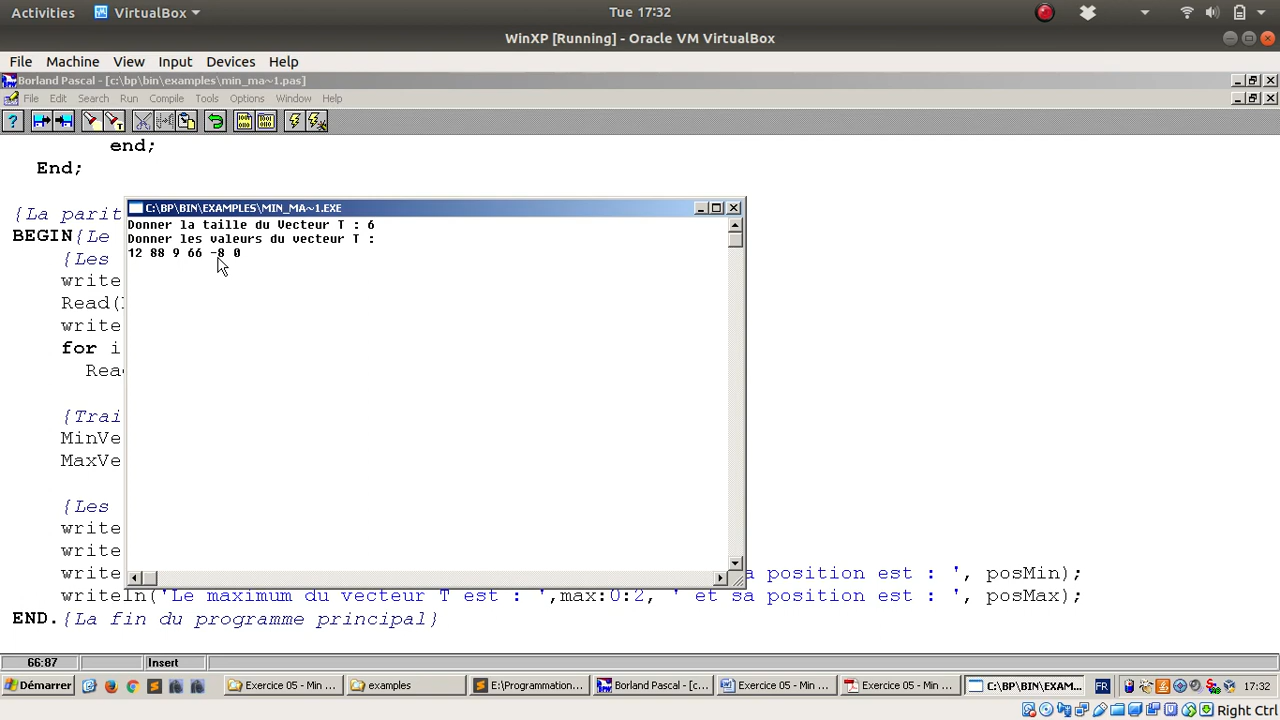 Activities VirtualBox Tue 17:32
WinXP [Running] - Oracle VM VirtualBox
File Machine View Input Devices Help
Borland Pascal - [c:\bp\bin\examples\min_ma~1.pas]
File Edit Search Run Compile Tools Options Window Help
end;
End;
{La parit
BEGIN{Le
{Les
write
Read(
write
for i
Rea
{Trai
MinVe
MaxVe
{Les
write
write
write
a position est : ', posMin);
writeln('Le maximum du vecteur T est : ',max:0:2, ' et sa position est : ', posMax);
END.{La fin du programme principal}
C:\BP\BIN\EXAMPLES\MIN_MA~1.EXE
Donner la taille du Vecteur T : 6
Donner les valeurs du vecteur T :
12 88 9 66 -8 0
66:87 Insert
Démarrer Exercice 05 - Min ... examples E:\Programmation... Borland Pascal - [c... Exercice 05 - Min ... Exercice 05 - Min ... C:\BP\BIN\EXAM... FR 17:32
Right Ctrl